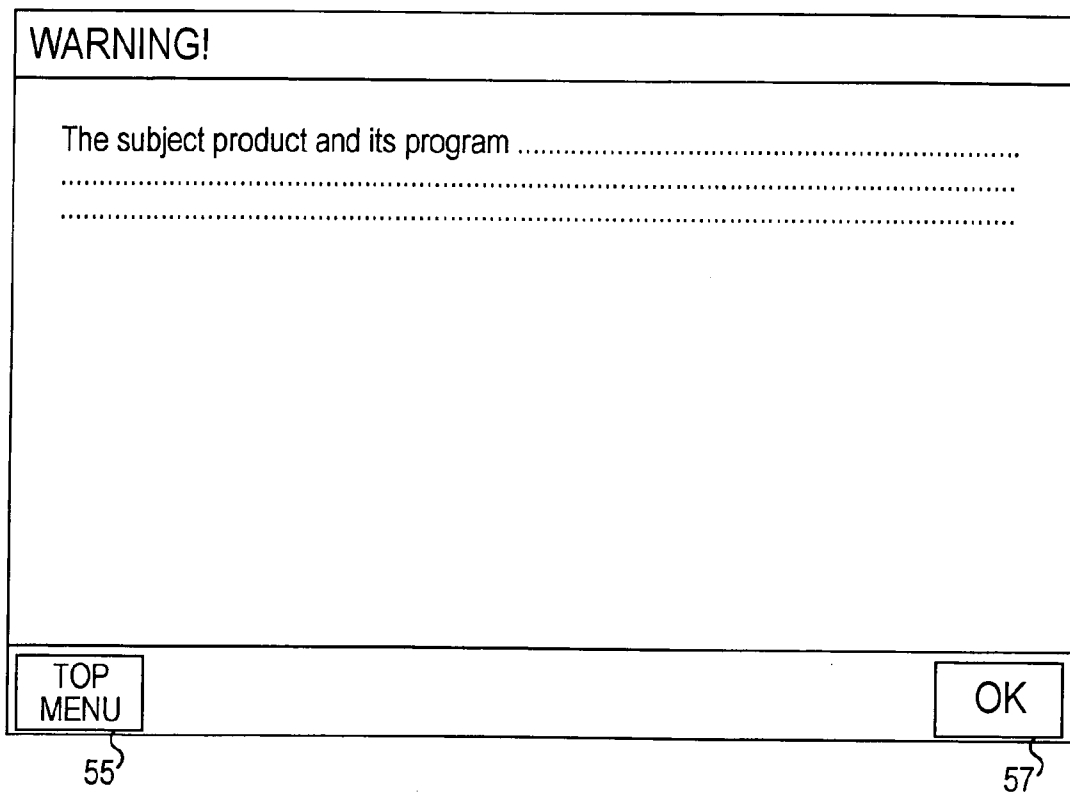 WARNING!
The subject product and its program ................................................................................
................................................................................................................................
................................................................................................................................
TOP
MENU
OK
55
57